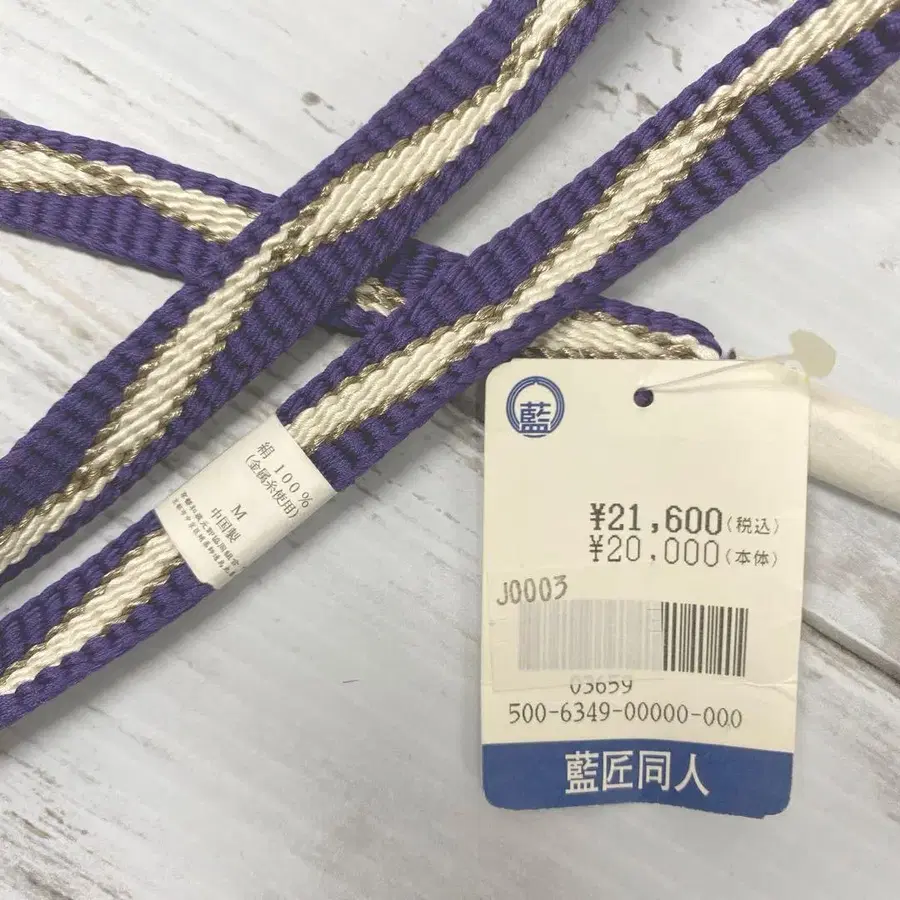 絹 100%
(金属糸使用)
M
中国製
藍
¥21,600(税込)
¥20,000(本体)
J0003
03659
500-6349-00000-000
藍匠同人